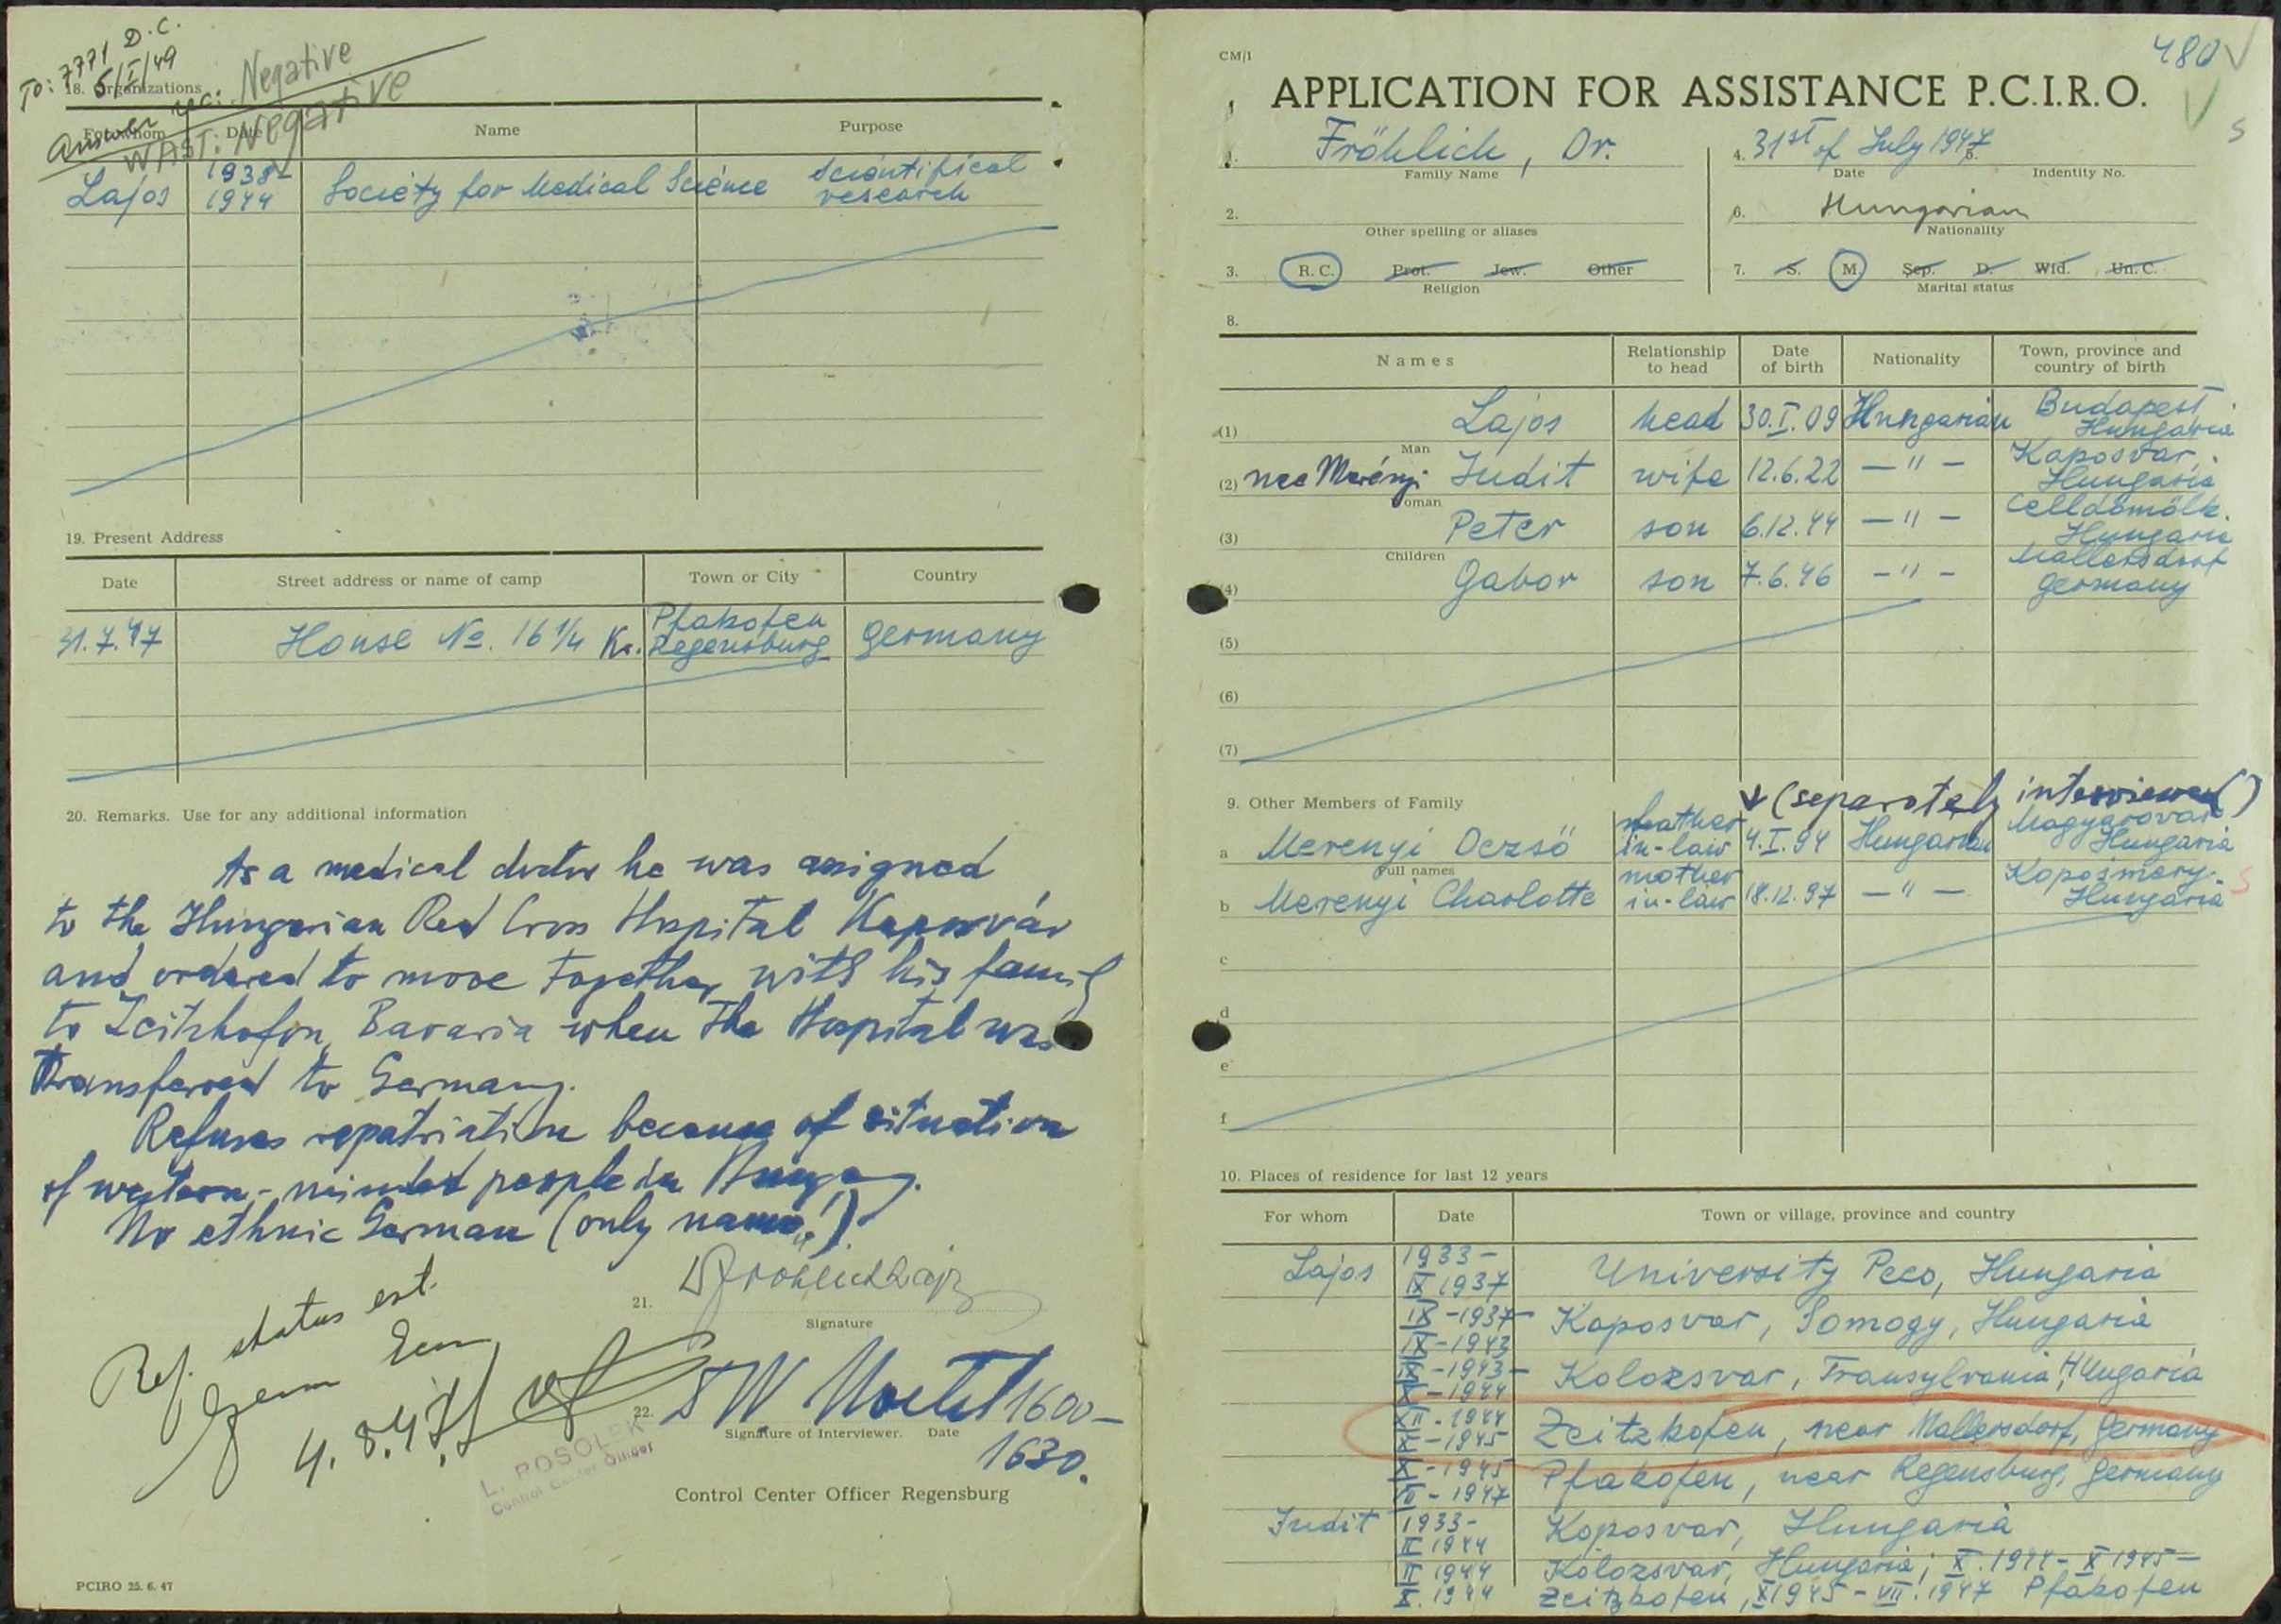 To: 7771 D.C.
5/I/49
18. Organizations
Answer rec: Negative
WAST: Negative
For whom Date Name Purpose
Lajos 1938- 1944 Society for Medical Science Scientifical research
19. Present Address
Date Street address or name of camp Town or City Country
31.7.47 House No. 16 1/4 Kr. Pfakofen Regensburg Germany
20. Remarks. Use for any additional information
As a medical doctor he was assigned
to the Hungarian Red Cross Hospital Kaposvár
and ordered to move together with his family
to Zeitzhofen, Bavaria when the Hospital was
transferred to Germany.
Refuses repatriation because of situation
of western-minded people in Hungary.
No ethnic German (only name!).
Ref. status est.
4.8.47
21.
Signature
22.
1600-
1630.
Signature of Interviewer. Date
L. POSOLEK
Control Center Officer
Control Center Officer Regensburg
PCIRO 25. 6. 47
CM/1
480
APPLICATION FOR ASSISTANCE P.C.I.R.O.
1. Fröhlich, Dr. 4. 31st of July 1947 5.
Family Name Date Indentity No.
2. 6. Hungarian
Other spelling or aliases Nationality
3. R. C. Prot. Jew. Other 7. S. M. Sep. D. Wid. Un. C.
Religion Marital status
8.
Names Relationship to head Date of birth Nationality Town, province and country of birth
(1) Lajos head 30.I.09 Hungarian Budapest Hungaria
Man
(2) nee Merényi Judit wife 12.6.22 —"— Kaposvar, Hungaria
Woman
(3) Peter son 6.12.44 —"— Celldömölk. Hungaria
Children
(4) Gabor son 7.6.46 —"— Mallersdorf Germany
(5)
(6)
(7)
9. Other Members of Family ↓ (separately interviewed)
a Merenyi Dezsö father in-law 4.I.94 Hungarian Magyarovar Hungaria
Full names
b Merenyi Charlotte mother in-law 18.12.97 —"— Kaposmery. Hungaria
c
d
e
f
10. Places of residence for last 12 years
For whom Date Town or village, province and country
Lajos 1933- IX 1937 University Pecs, Hungaria
IX-1937- IX-1943 Kaposvar, Somogy, Hungaria
IX-1943- X-1944 Kolozsvar, Transylvania, Hungaria
XII-1944 X-1945 Zeitzkofen, near Mallersdorf, Germany
X-1945 VII-1947 Pfakofen, near Regensburg, Germany
Judit 1933- II 1944 Koposvar, Hungaria
II 1944 X.1944 Kolozsvar, Hungaria; X.1944- X 1945-
Zeitzkofen, X1945-VII.1947 Pfakofen